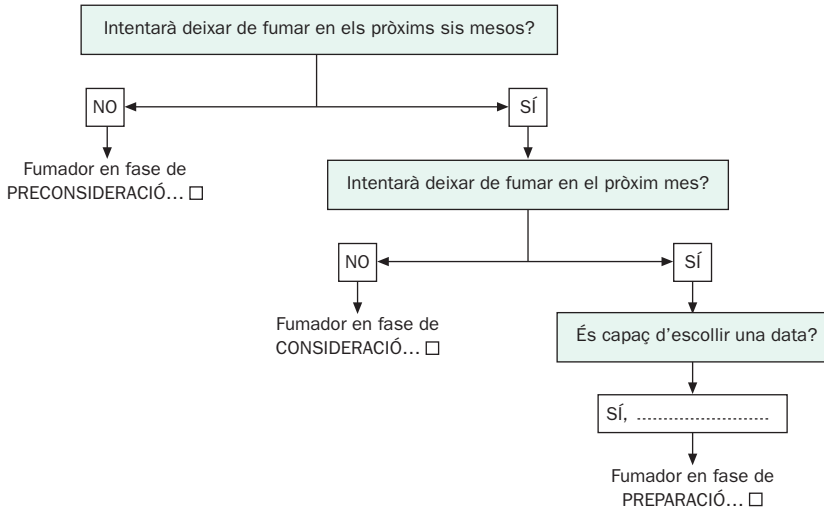 Intentarà deixar de fumar en els pròxims sis mesos?
NO
SÍ
Fumador en fase de
PRECONSIDERACIÓ... □
Intentarà deixar de fumar en el pròxim mes?
NO
SÍ
Fumador en fase de
CONSIDERACIÓ... □
És capaç d'escollir una data?
SÍ, ........................
Fumador en fase de
PREPARACIÓ... □